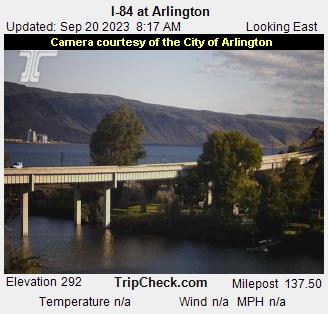 I-84 at Arlington
Updated: Sep 20 2023 8:17 AM Looking East
Camera courtesy of the City of Arlington
Elevation 292 TripCheck.com Milepost 137.50
Temperature n/a Wind n/a MPH n/a